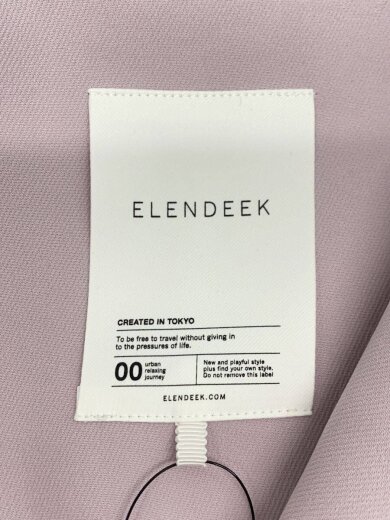 ELENDEEK
CREATED IN TOKYO
To be free to travel without giving in
to the pressures of life.
00
urban
relaxing
journey
New and playful style
plus find your own style.
Do not remove this label
ELENDEEK.COM